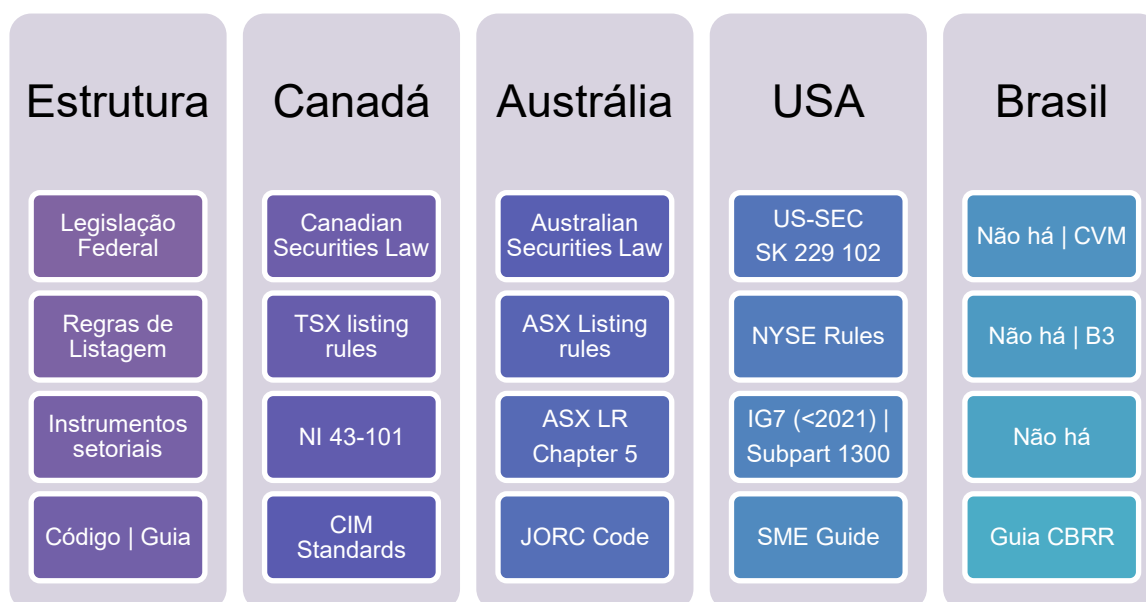 Estrutura
Legislação
Federal
Regras de
Listagem
Instrumentos
setoriais
Código | Guia
Canadá
Canadian
Securities Law
TSX listing
rules
NI 43-101
CIM
Standards
Austrália
Australian
Securities Law
ASX Listing
rules
ASX LR
Chapter 5
JORC Code
USA
US-SEC
SK 229 102
NYSE Rules
IG7 (<2021) |
Subpart 1300
SME Guide
Brasil
Não há | CVM
Não há | B3
Não há
Guia CBRR